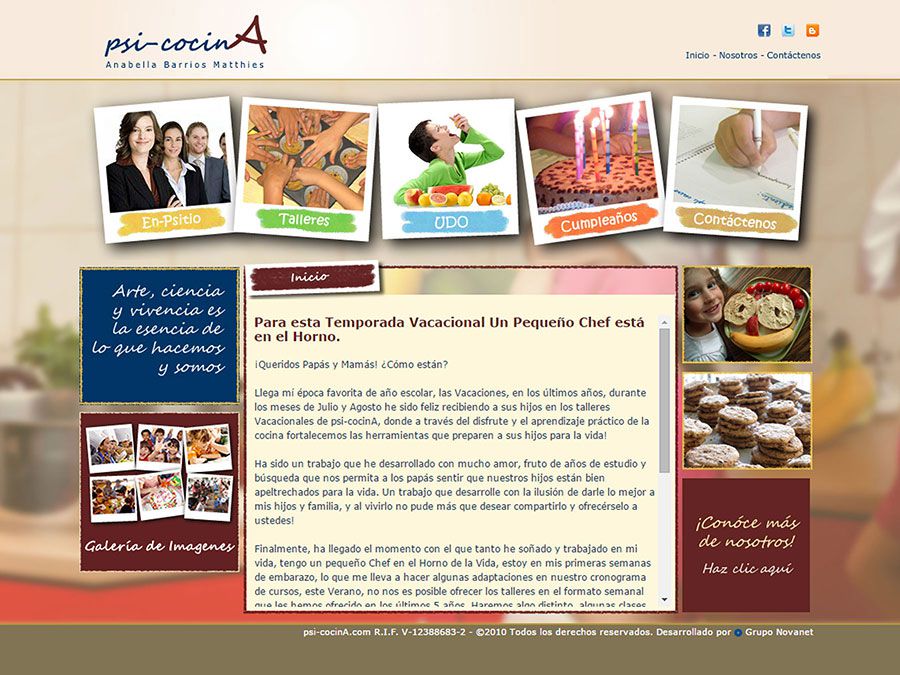 psi-cocinA
Anabella Barrios Matthies
Inicio - Nosotros - Contáctenos
En-Psitio
Talleres
UDO
Cumpleaños
Contáctenos
Arte, ciencia
y vivencia es
la esencia de
lo que hacemos
y somos
Galería de Imagenes
Inicio
Para esta Temporada Vacacional Un Pequeño Chef está
en el Horno.
¡Queridos Papás y Mamás! ¿Cómo están?
Llega mí época favorita de año escolar, las Vacaciones, en los últimos años, durante
los meses de Julio y Agosto he sido feliz recibiendo a sus hijos en los talleres
Vacacionales de psi-cocinA, donde a través del disfrute y el aprendizaje práctico de la
cocina fortalecemos las herramientas que preparen a sus hijos para la vida!
Ha sido un trabajo que he desarrollado con mucho amor, fruto de años de estudio y
búsqueda que nos permita a los papás sentir que nuestros hijos están bien
apeltrechados para la vida. Un trabajo que desarrolle con la ilusión de darle lo mejor a
mis hijos y familia, y al vivirlo no pude más que desear compartirlo y ofrecérselo a
ustedes!
Finalmente, ha llegado el momento con el que tanto he soñado y trabajado en mi
vida, tengo un pequeño Chef en el Horno de la Vida, estoy en mis primeras semanas
de embarazo, lo que me lleva a hacer algunas adaptaciones en nuestro cronograma
de cursos, este Verano, no nos es posible ofrecer los talleres en el formato semanal
que les hemos ofrecido en los últimos 5 años. Haremos algo distinto, algunas clases
¡Conóce más
de nosotros!
Haz clic aquí
psi-cocinA.com R.I.F. V-12388683-2 - ©2010 Todos los derechos reservados. Desarrollado por Grupo Novanet